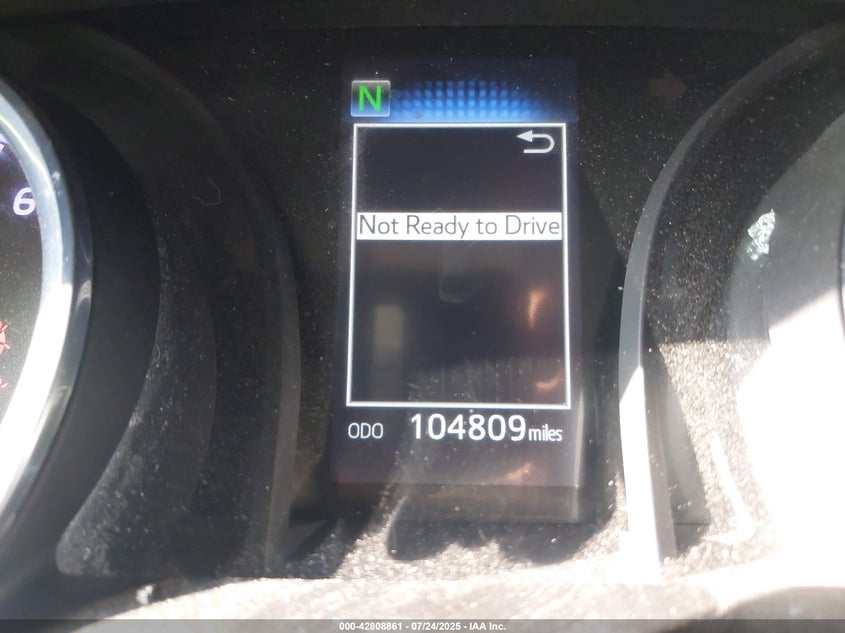 N
6
Not Ready to Drive
ODO 104809 miles
000-42808861 - 07/24/2025 - IAA Inc.